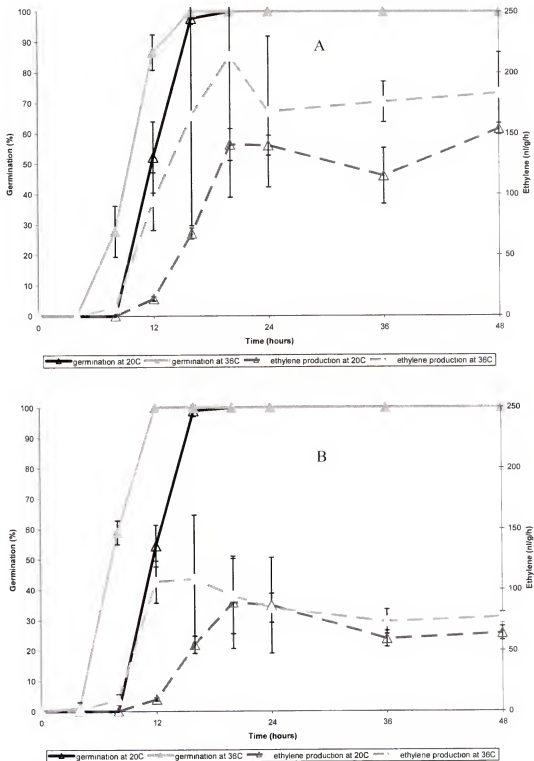 A
Germination (%)
100
90
80
70
60
50
40
30
20
10
0
Ethylene (nl/g/h)
250
200
150
100
50
0
0 12 24 36 48
Time (hours)
germination at 20C germination at 36C ethylene production at 20C ethylene production at 36C
B
Germination (%)
100
90
80
70
60
50
40
30
20
10
0
Ethylene (nl/g/h)
250
200
150
100
50
0
0 12 24 36 48
Time (hours)
germination at 20C germination at 36C ethylene production at 20C ethylene production at 36C